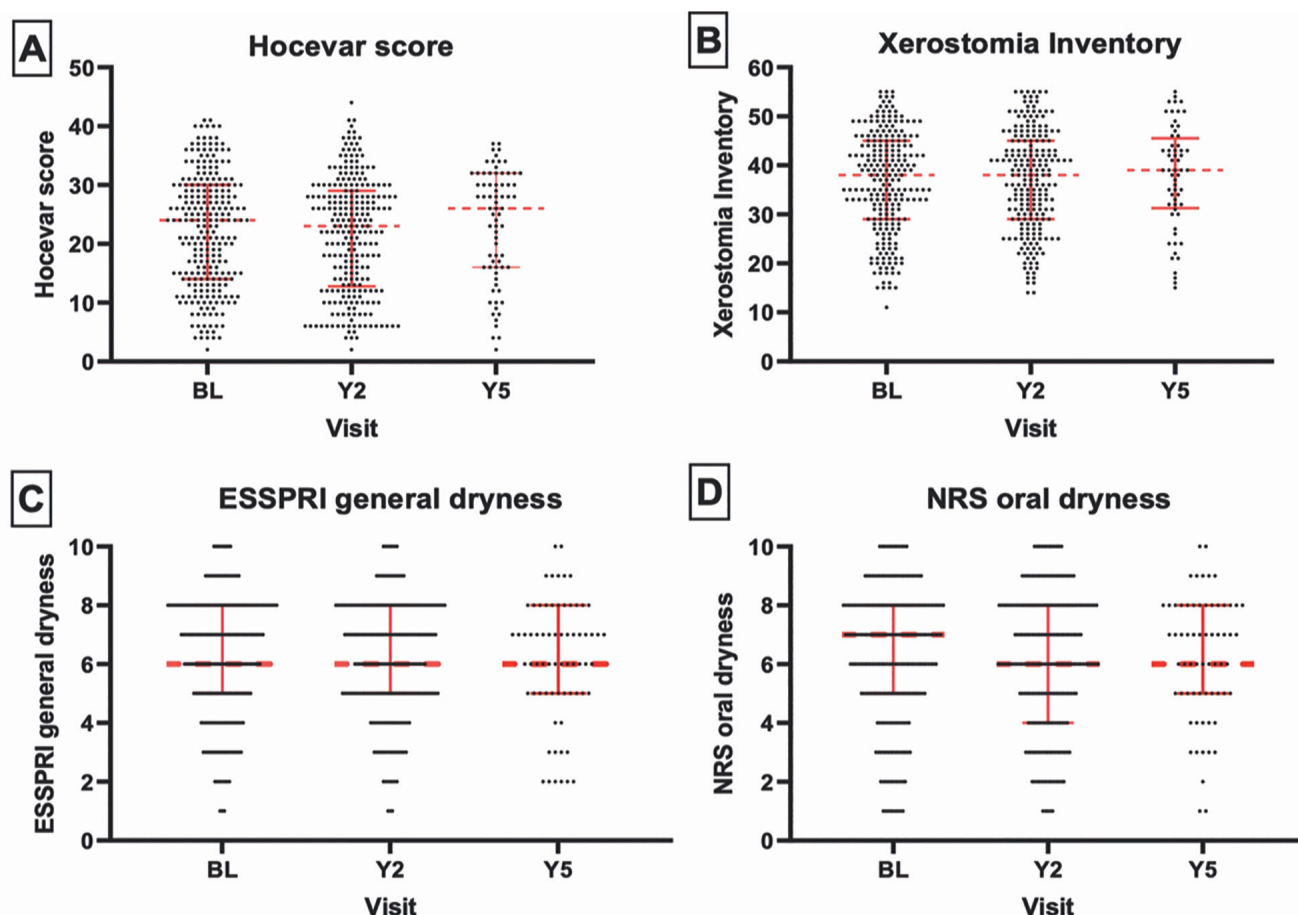 A
Hocevar score
Hocevar score
50
40
30
20
10
0
BL
Y2
Y5
Visit
B
Xerostomia Inventory
Xerostomia Inventory
60
50
40
30
20
10
0
BL
Y2
Y5
Visit
C
ESSPRI general dryness
ESSPRI general dryness
10
8
6
4
2
0
BL
Y2
Y5
Visit
D
NRS oral dryness
NRS oral dryness
10
8
6
4
2
0
BL
Y2
Y5
Visit